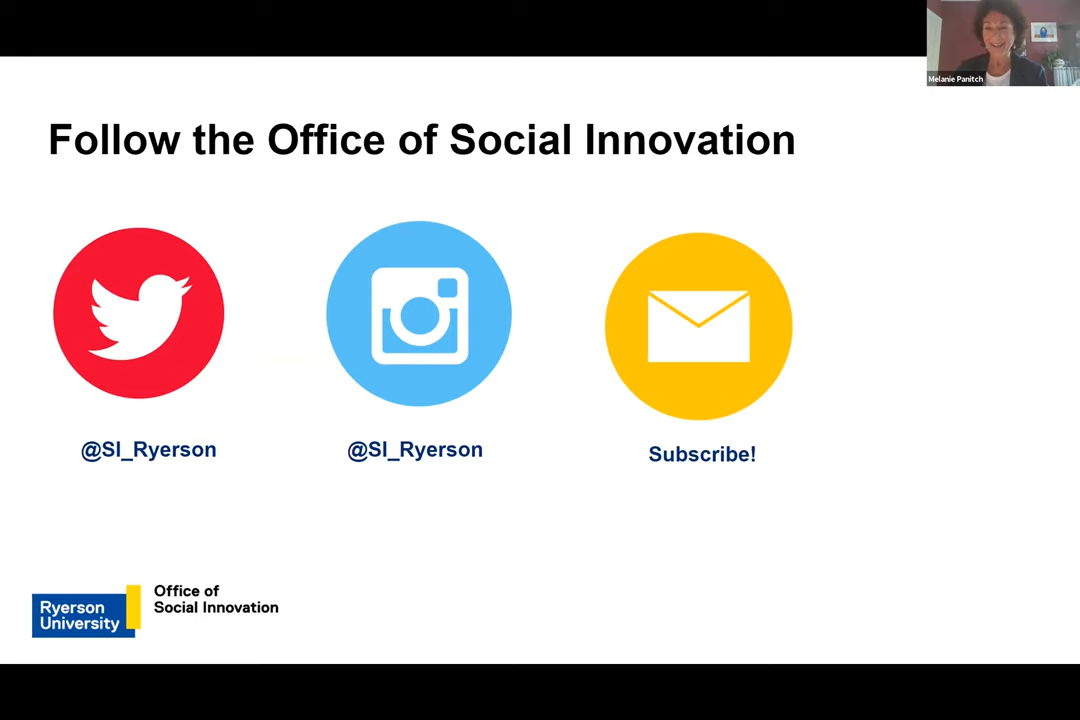 Melanie Panitch
Follow the Office of Social Innovation
@SI_Ryerson
@SI_Ryerson
Subscribe!
Ryerson
University
Office of
Social Innovation